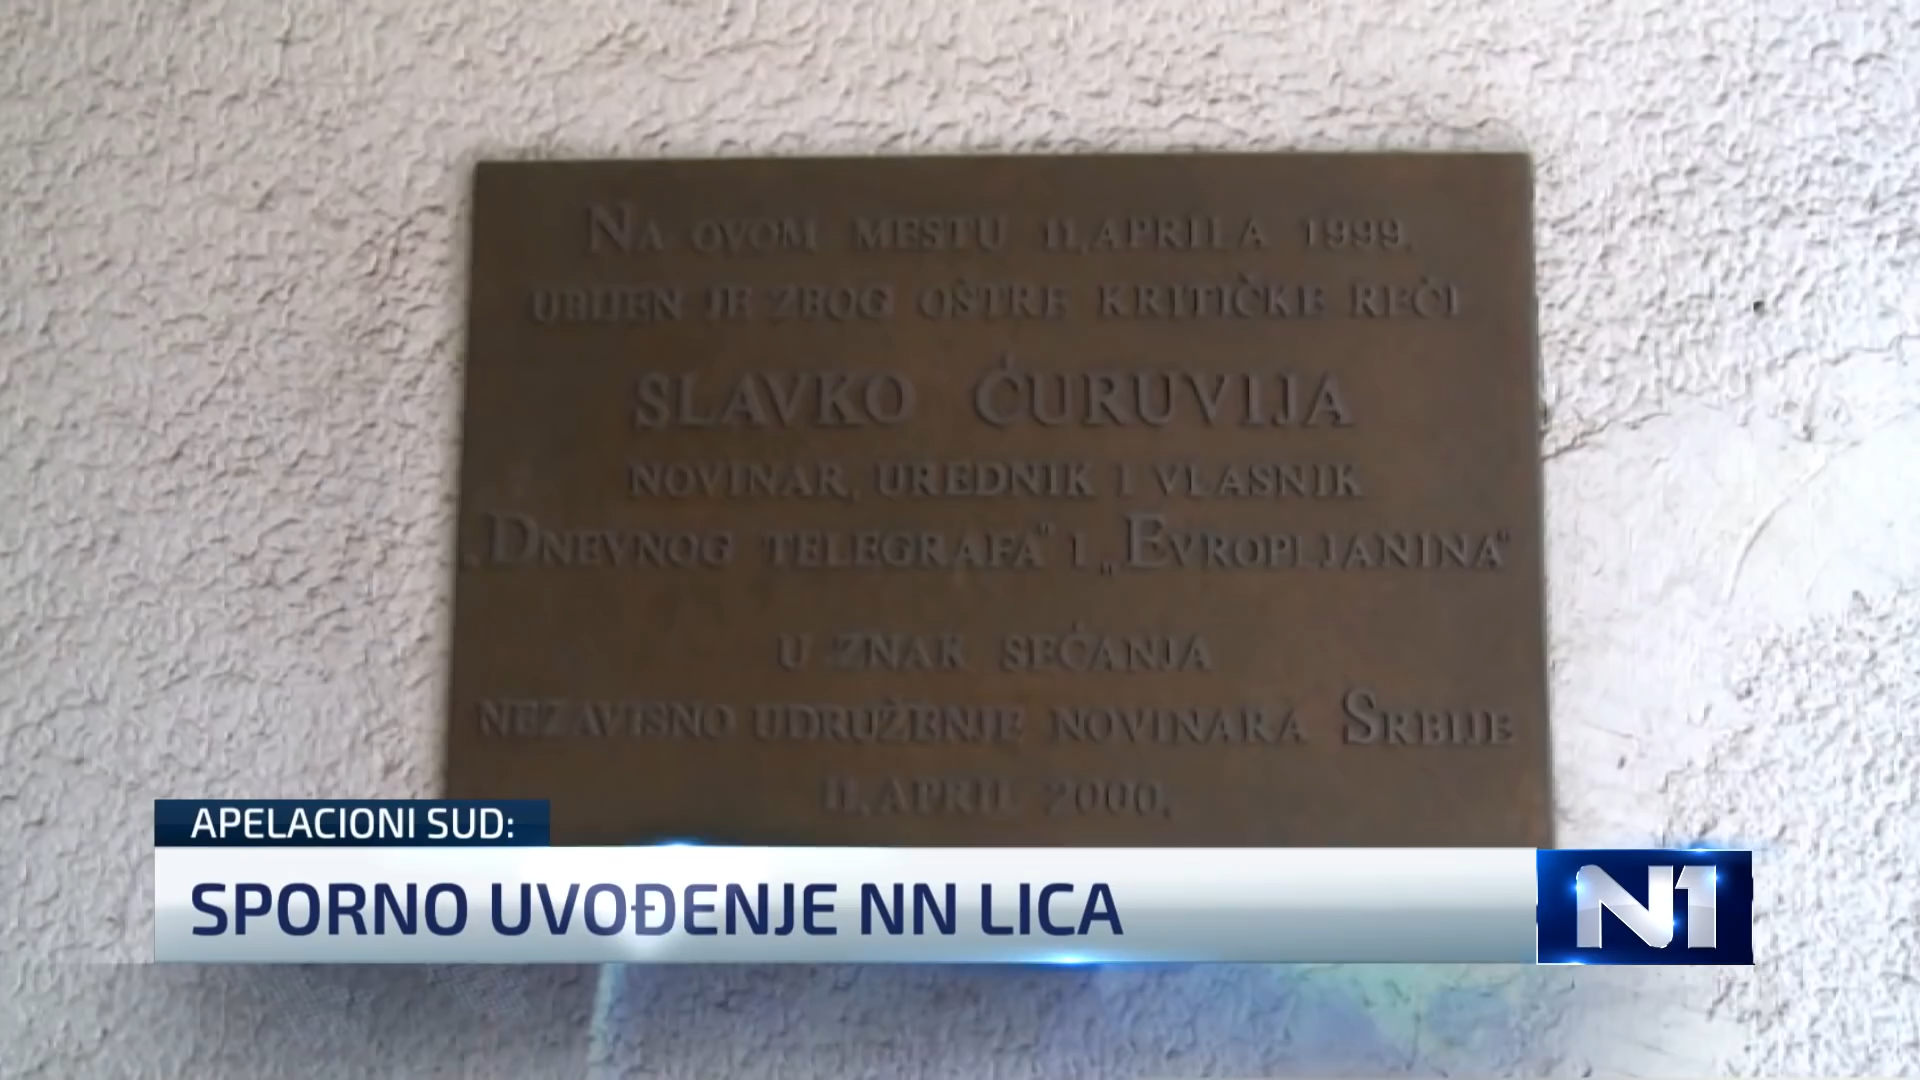 NA OVOM MESTU 11. APRILA 1999.
UBIJEN JE ZBOG OŠTRE KRITIČKE REČI
SLAVKO ĆURUVIJA
NOVINAR, UREDNIK I VLASNIK
„DNEVNOG TELEGRAFA” I „EVROPLJANINA”
U ZNAK SEĆANJA
NEZAVISNO UDRUŽENJE NOVINARA SRBIJE
11. APRIL 2000.
APELACIONI SUD:
SPORNO UVOĐENJE NN LICA
N1